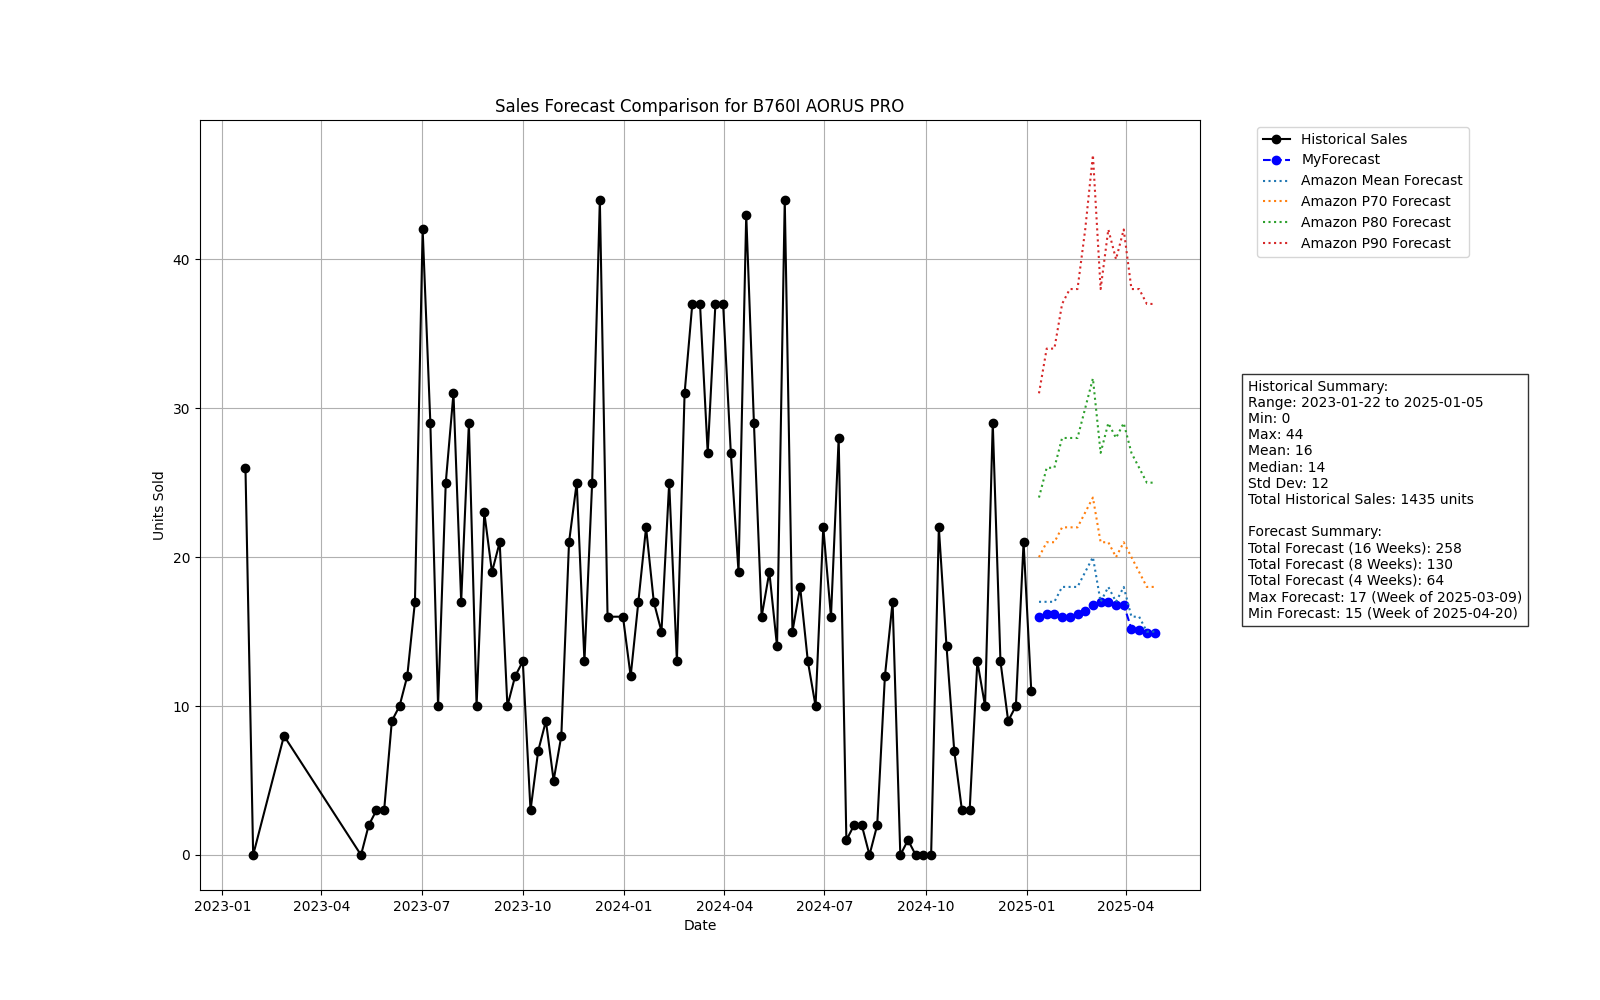 Sales Forecast Comparison for B760I AORUS PRO
Units Sold
40
30
20
10
0
2023-01
2023-04
2023-07
2023-10
2024-01
2024-04
2024-07
2024-10
2025-01
2025-04
Date
Historical Sales
MyForecast
Amazon Mean Forecast
Amazon P70 Forecast
Amazon P80 Forecast
Amazon P90 Forecast
Historical Summary:
Range: 2023-01-22 to 2025-01-05
Min: 0
Max: 44
Mean: 16
Median: 14
Std Dev: 12
Total Historical Sales: 1435 units
Forecast Summary:
Total Forecast (16 Weeks): 258
Total Forecast (8 Weeks): 130
Total Forecast (4 Weeks): 64
Max Forecast: 17 (Week of 2025-03-09)
Min Forecast: 15 (Week of 2025-04-20)